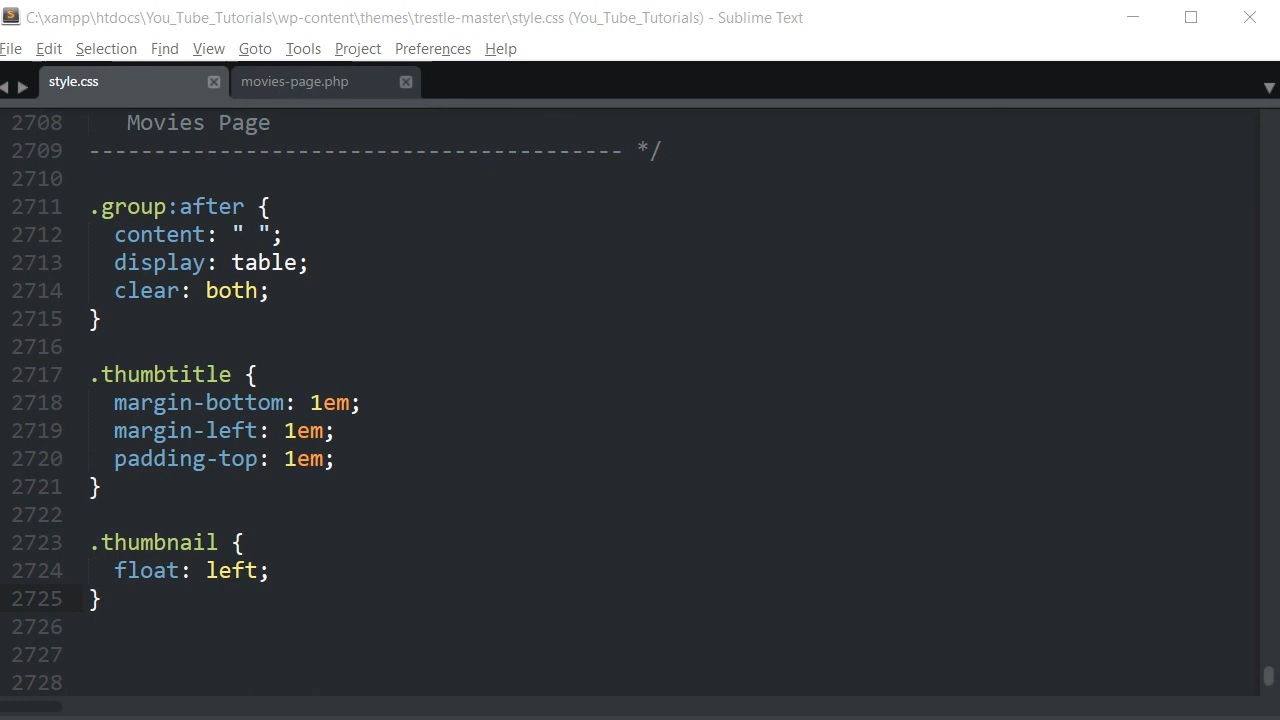 C:\xampp\htdocs\You_Tube_Tutorials\wp-content\themes\trestle-master\style.css (You_Tube_Tutorials) - Sublime Text
File Edit Selection Find View Goto Tools Project Preferences Help
style.css movies-page.php
2708 Movies Page
2709 ----------------------------------------- */
2710
2711 .group:after {
2712 content: " ";
2713 display: table;
2714 clear: both;
2715 }
2716
2717 .thumbtitle {
2718 margin-bottom: 1em;
2719 margin-left: 1em;
2720 padding-top: 1em;
2721 }
2722
2723 .thumbnail {
2724 float: left;
2725 }
2726
2727
2728